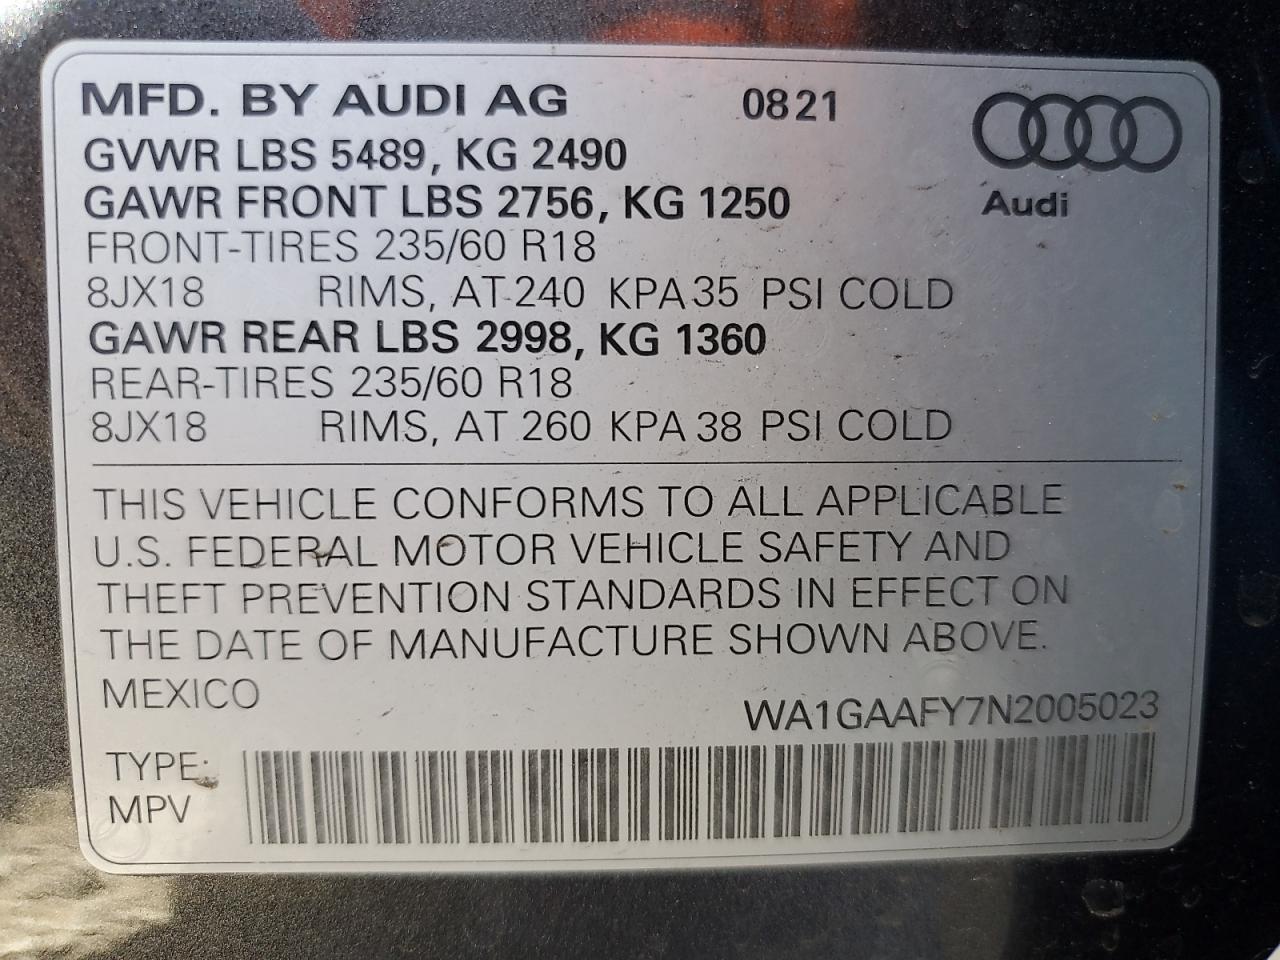 MFD. BY AUDI AG 0821
GVWR LBS 5489, KG 2490
GAWR FRONT LBS 2756, KG 1250
Audi
FRONT-TIRES 235/60 R18
8JX18 RIMS, AT 240 KPA 35 PSI COLD
GAWR REAR LBS 2998, KG 1360
REAR-TIRES 235/60 R18
8JX18 RIMS, AT 260 KPA 38 PSI COLD
THIS VEHICLE CONFORMS TO ALL APPLICABLE
U.S. FEDERAL MOTOR VEHICLE SAFETY AND
THEFT PREVENTION STANDARDS IN EFFECT ON
THE DATE OF MANUFACTURE SHOWN ABOVE.
MEXICO
WA1GAAFY7N2005023
TYPE:
MPV